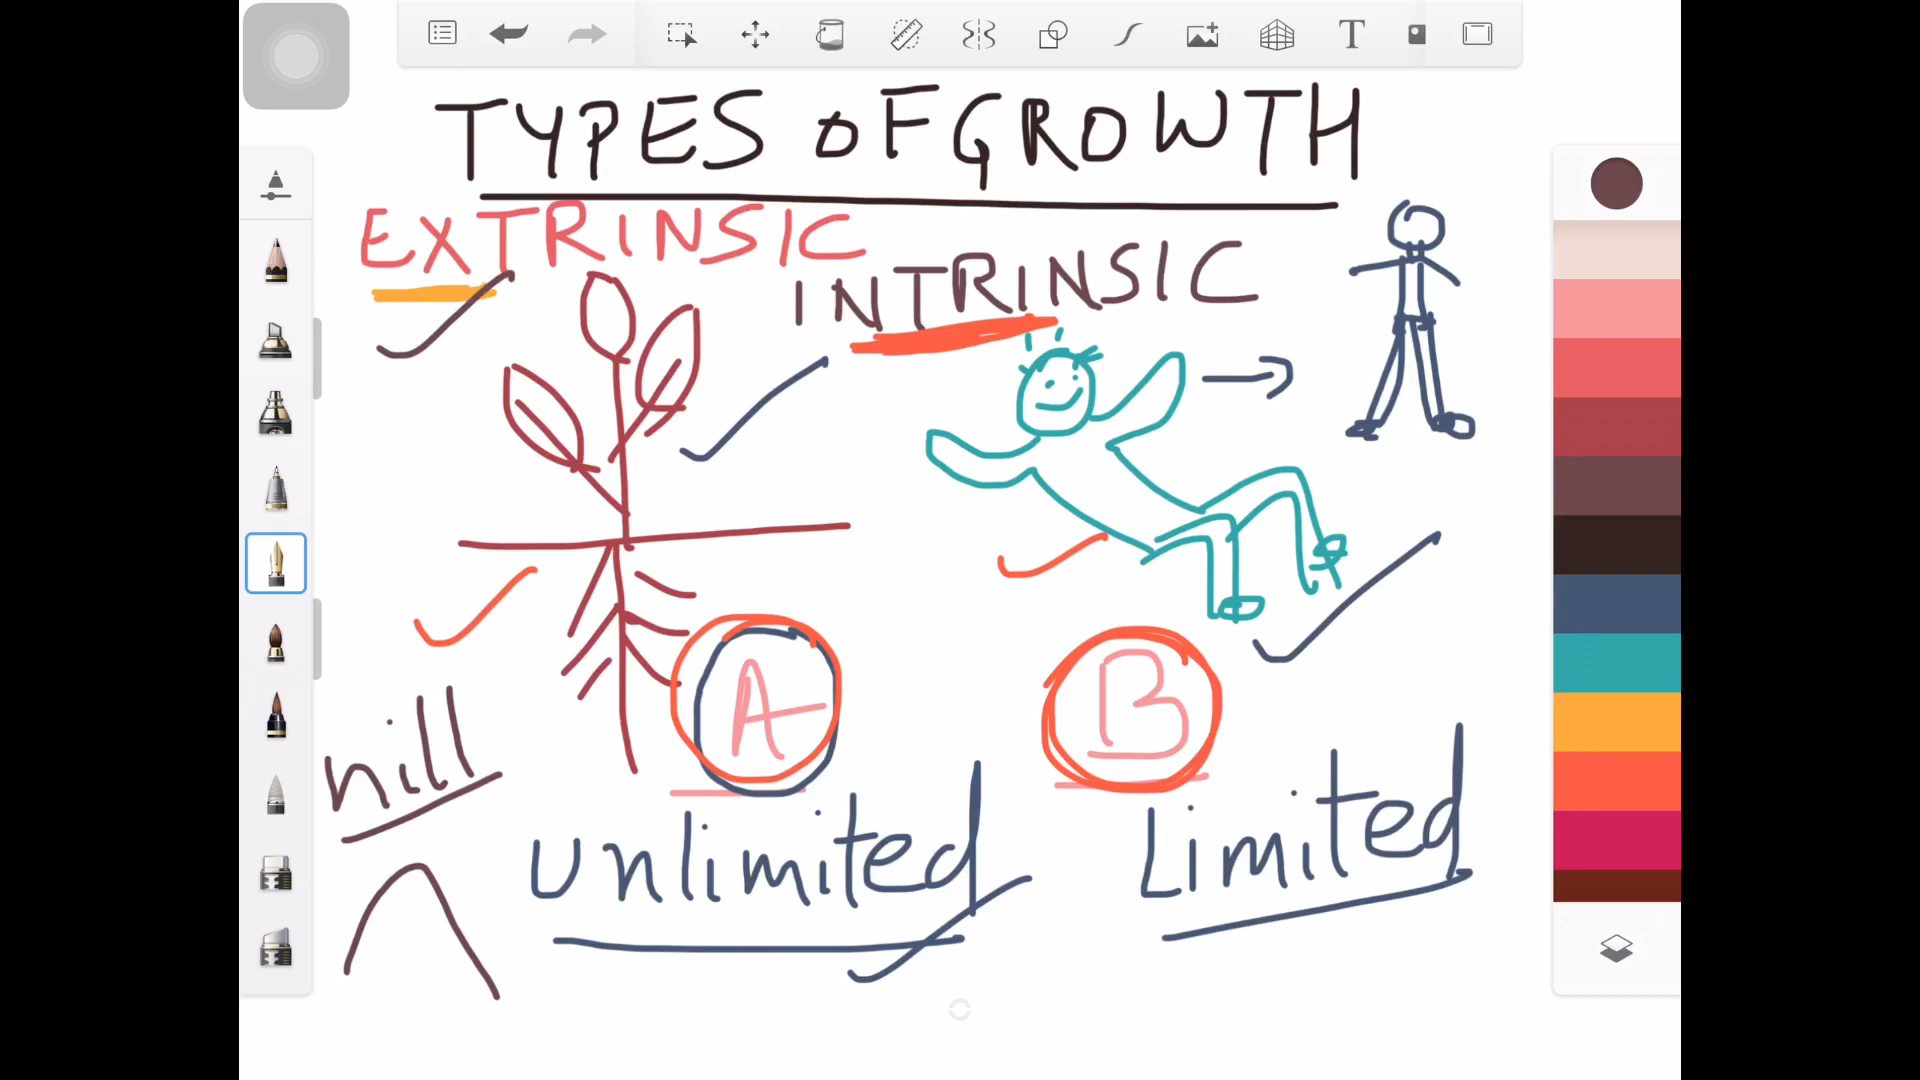 TYPES OF GROWTH
EXTRINSIC
INTRINSIC
A
B
hill
Unlimited
Limited